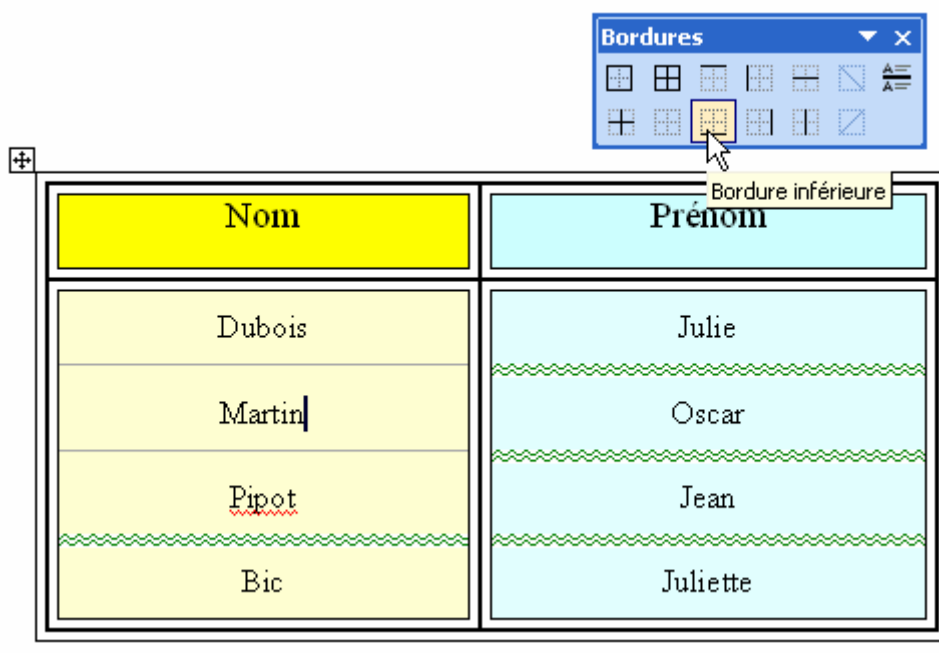 Bordures
Bordure inférieure
Nom Prénom
Dubois Julie
Martin Oscar
Pipot Jean
Bic Juliette